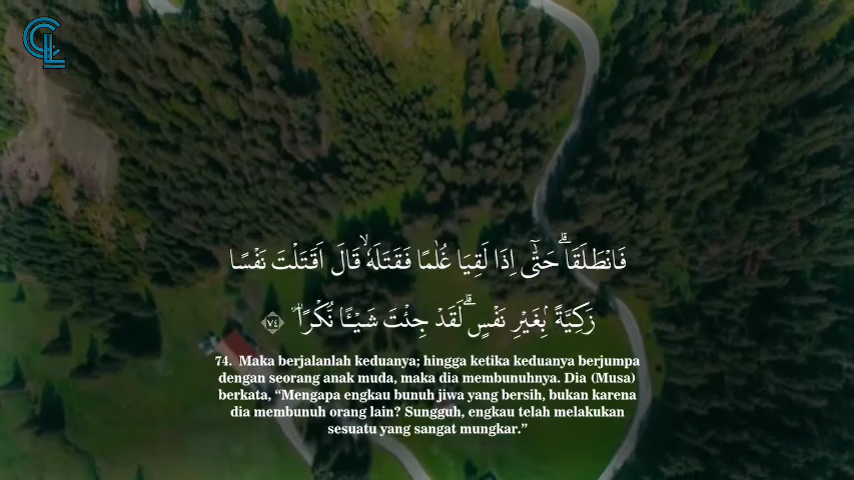 فَانْطَلَقَا ۗ حَتّٰٓى اِذَا لَقِيَا غُلٰمًا فَقَتَلَهٗ ۙ قَالَ اَقَتَلْتَ نَفْسًا
زَكِيَّةً ۢبِغَيْرِ نَفْسٍ ۗ لَقَدْ جِئْتَ شَيْـًٔا نُّكْرًا ۔ ٧٤
74. Maka berjalanlah keduanya; hingga ketika keduanya berjumpa
dengan seorang anak muda, maka dia membunuhnya. Dia (Musa)
berkata, “Mengapa engkau bunuh jiwa yang bersih, bukan karena
dia membunuh orang lain? Sungguh, engkau telah melakukan
sesuatu yang sangat mungkar.”